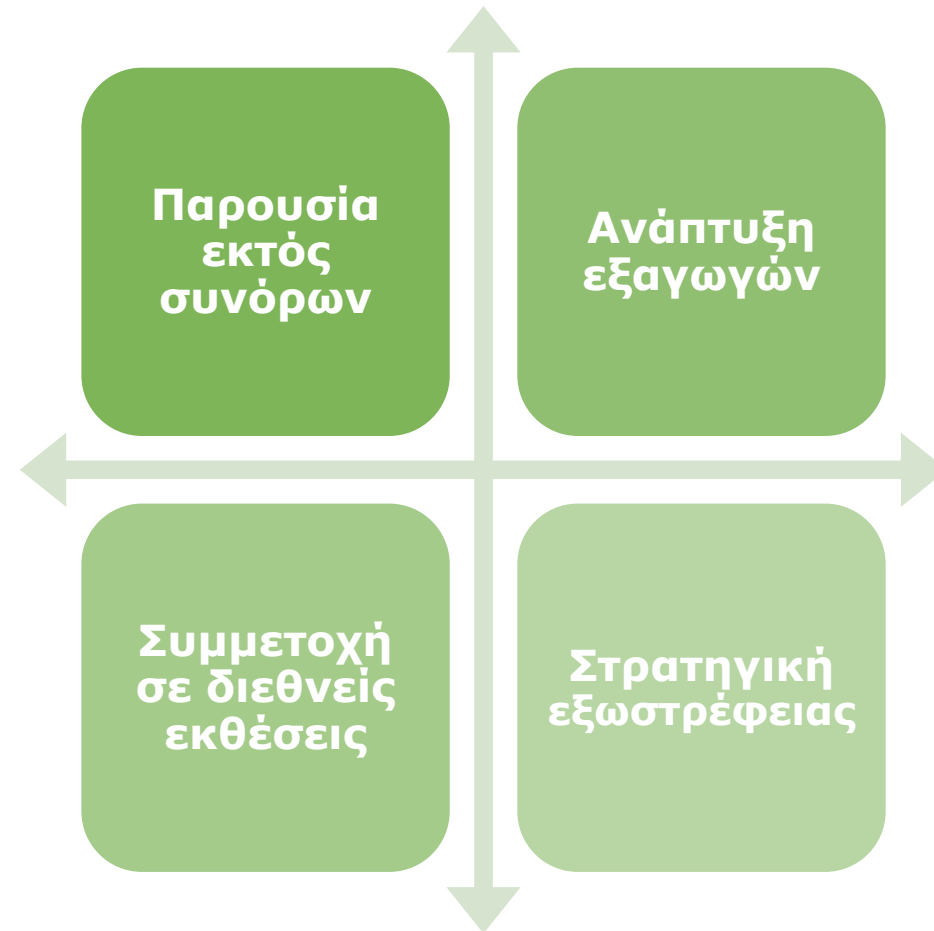 Παρουσία
εκτός
συνόρων
Ανάπτυξη
εξαγωγών
Συμμετοχή
σε διεθνείς
εκθέσεις
Στρατηγική
εξωστρέφειας